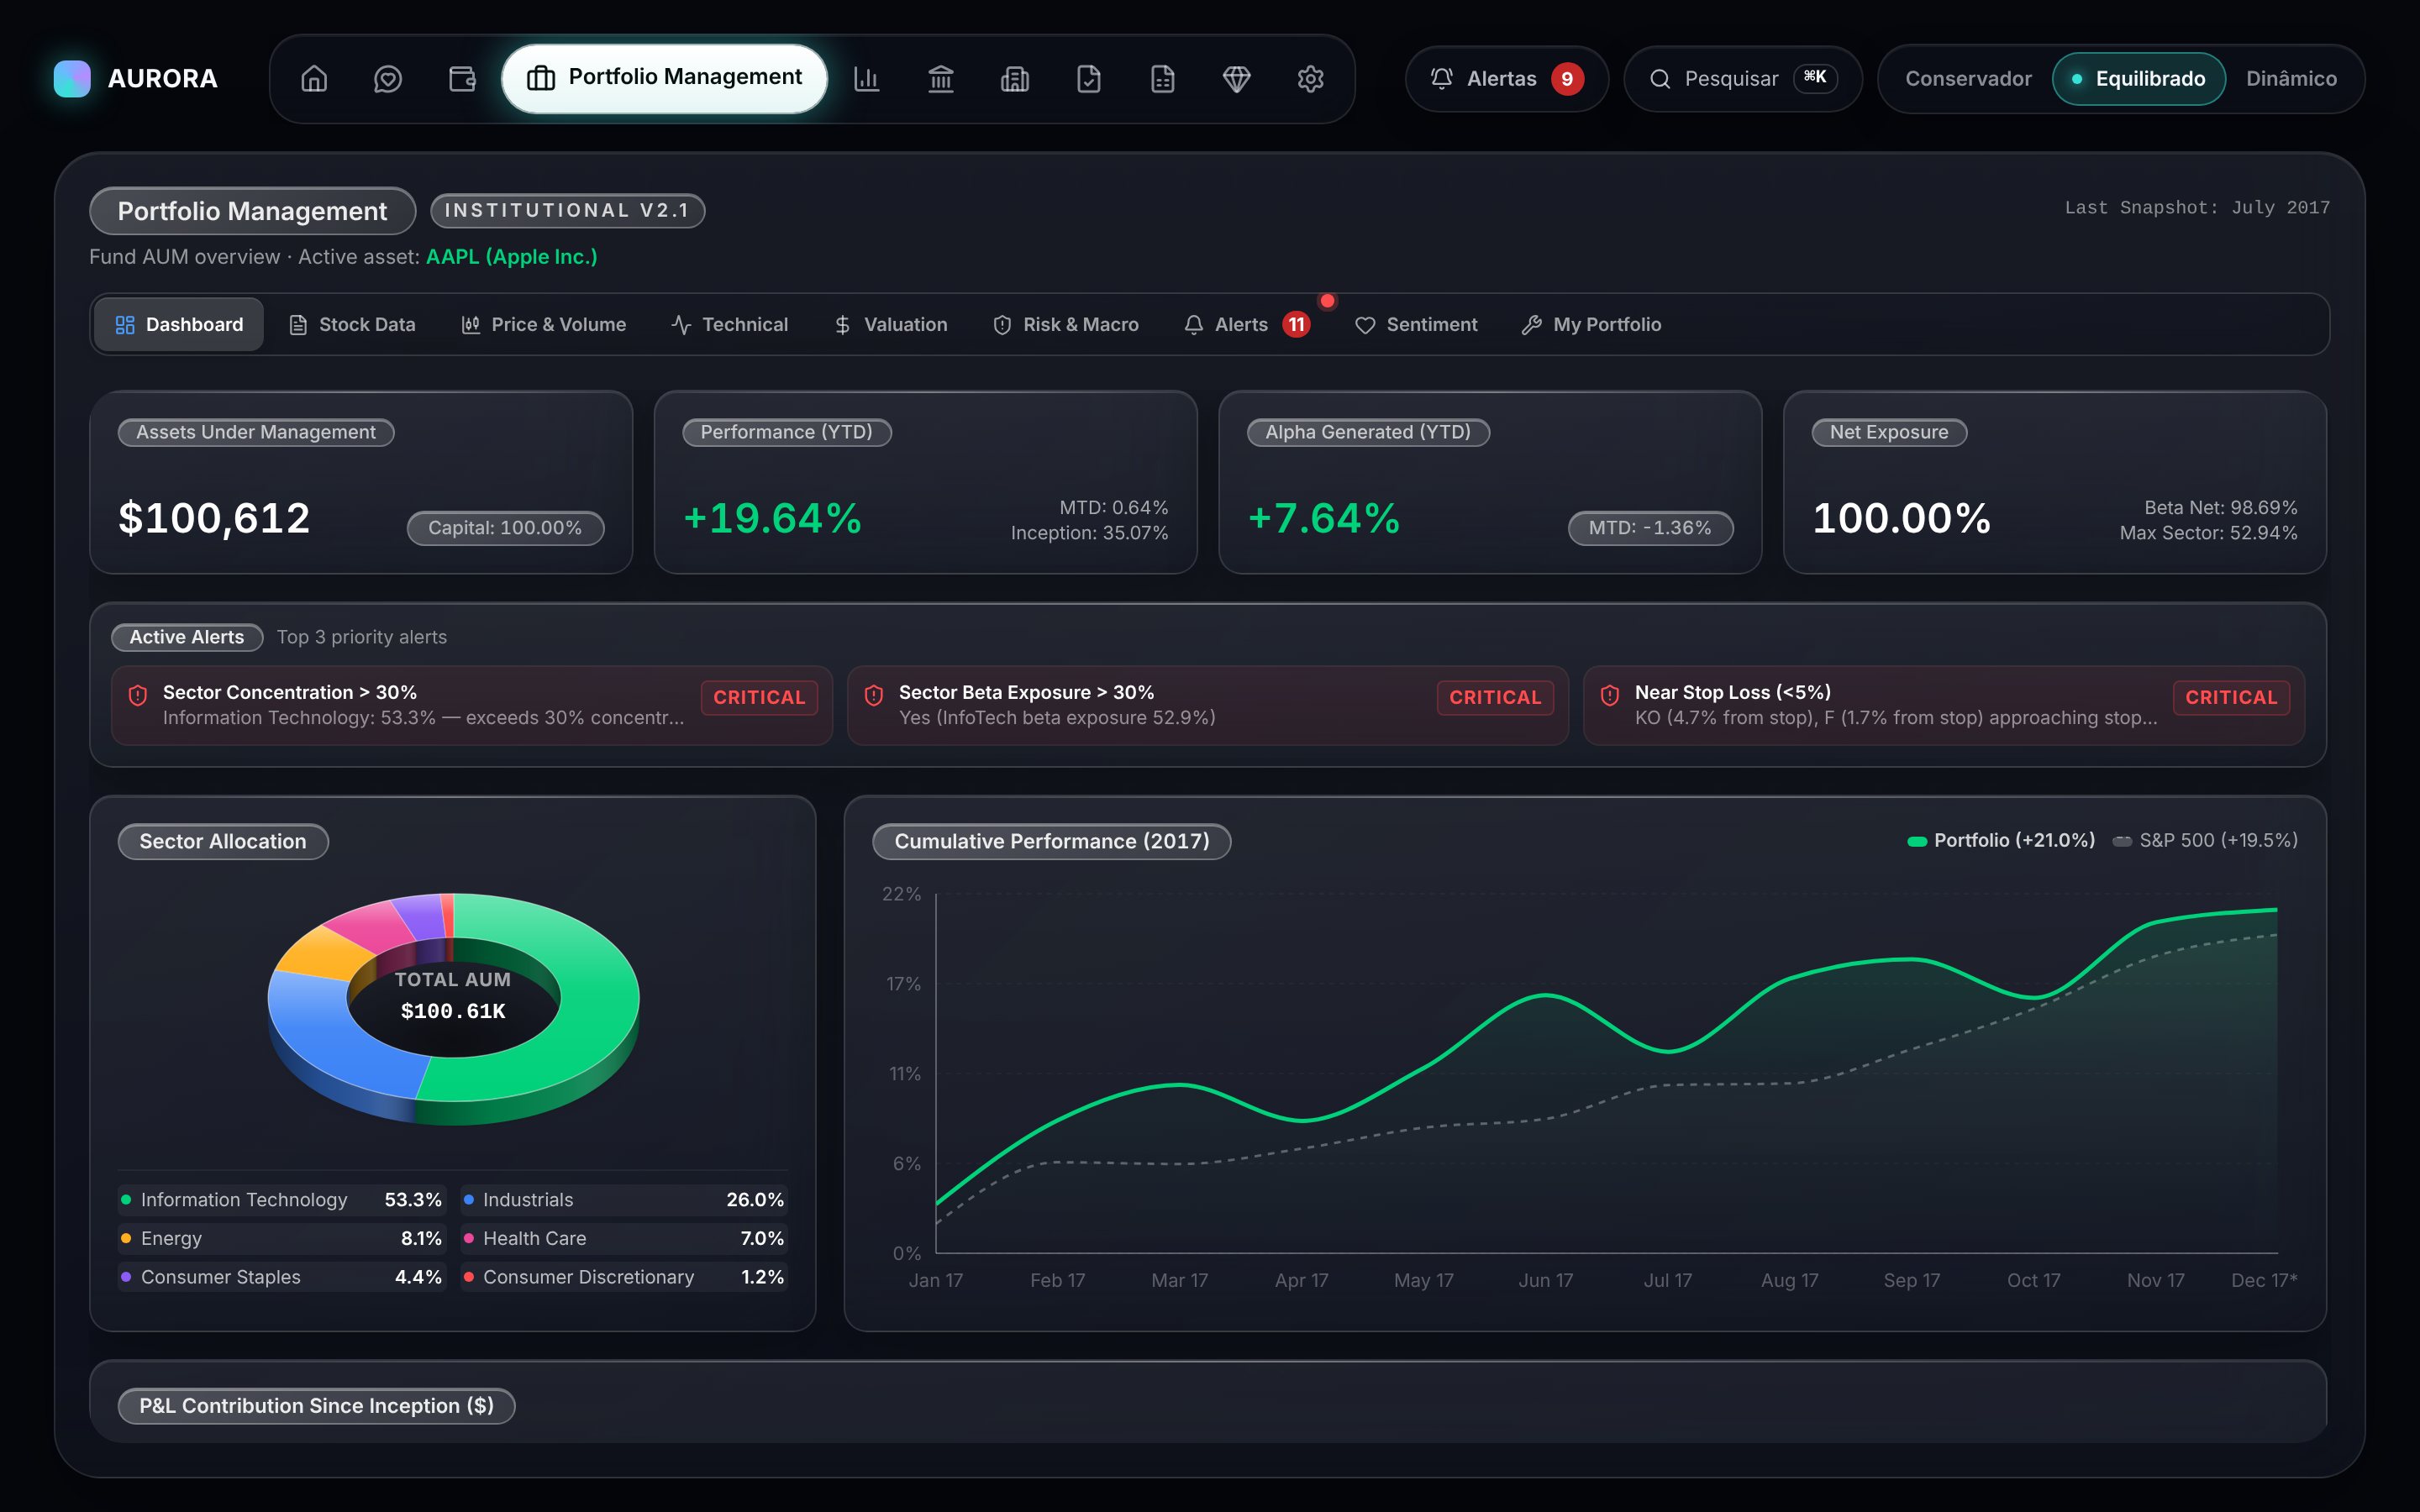 AURORA
Portfolio Management
Alertas 9
Pesquisar ⌘K
Conservador Equilibrado Dinâmico
Portfolio Management INSTITUTIONAL V2.1
Last Snapshot: July 2017
Fund AUM overview · Active asset: AAPL (Apple Inc.)
Dashboard Stock Data Price & Volume Technical Valuation Risk & Macro Alerts 11 Sentiment My Portfolio
Assets Under Management
$100,612
Capital: 100.00%
Performance (YTD)
+19.64%
MTD: 0.64%
Inception: 35.07%
Alpha Generated (YTD)
+7.64%
MTD: -1.36%
Net Exposure
100.00%
Beta Net: 98.69%
Max Sector: 52.94%
Active Alerts Top 3 priority alerts
Sector Concentration > 30%
Information Technology: 53.3% — exceeds 30% concentr...
CRITICAL
Sector Beta Exposure > 30%
Yes (InfoTech beta exposure 52.9%)
CRITICAL
Near Stop Loss (<5%)
KO (4.7% from stop), F (1.7% from stop) approaching stop...
CRITICAL
Sector Allocation
TOTAL AUM
$100.61K
Information Technology 53.3%
Industrials 26.0%
Energy 8.1%
Health Care 7.0%
Consumer Staples 4.4%
Consumer Discretionary 1.2%
Cumulative Performance (2017)
Portfolio (+21.0%) S&P 500 (+19.5%)
22%
17%
11%
6%
0%
Jan 17 Feb 17 Mar 17 Apr 17 May 17 Jun 17 Jul 17 Aug 17 Sep 17 Oct 17 Nov 17 Dec 17*
P&L Contribution Since Inception ($)